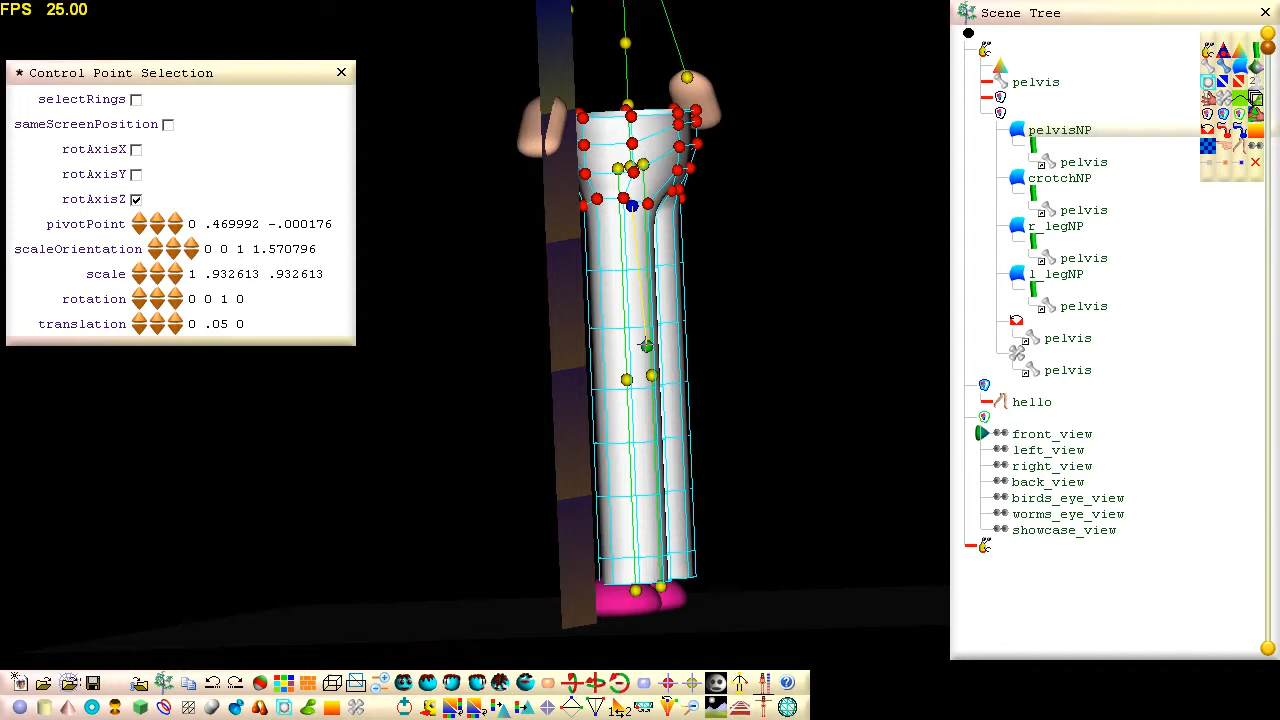 FPS 25.00
* Control Point Selection
selectRings
sameScreenPosition
rotAxisX
rotAxisY
rotAxisZ
pivotPoint 0 .469992 -.000176
scaleOrientation 0 0 1 1.570796
scale 1 .932613 .932613
rotation 0 0 1 0
translation 0 .05 0
Scene Tree
pelvis
pelvisNP
pelvis
crotchNP
pelvis
r_legNP
pelvis
l_legNP
pelvis
pelvis
pelvis
hello
front_view
left_view
right_view
back_view
birds_eye_view
worms_eye_view
showcase_view